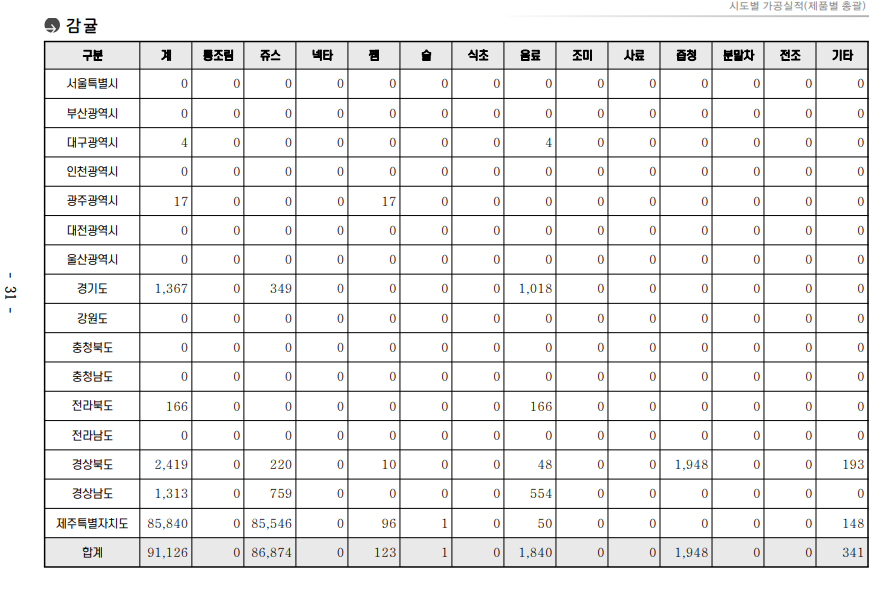 시도별 가공실적(제품별 총괄)
감귤
구분 계 통조림 쥬스 넥타 쨈 술 식초 음료 조미 사료 즙청 분말차 전조 기타
서울특별시 0 0 0 0 0 0 0 0 0 0 0 0 0 0
부산광역시 0 0 0 0 0 0 0 0 0 0 0 0 0 0
대구광역시 4 0 0 0 0 0 0 4 0 0 0 0 0 0
인천광역시 0 0 0 0 0 0 0 0 0 0 0 0 0 0
광주광역시 17 0 0 0 17 0 0 0 0 0 0 0 0 0
대전광역시 0 0 0 0 0 0 0 0 0 0 0 0 0 0
울산광역시 0 0 0 0 0 0 0 0 0 0 0 0 0 0
경기도 1,367 0 349 0 0 0 0 1,018 0 0 0 0 0 0
강원도 0 0 0 0 0 0 0 0 0 0 0 0 0 0
충청북도 0 0 0 0 0 0 0 0 0 0 0 0 0 0
충청남도 0 0 0 0 0 0 0 0 0 0 0 0 0 0
전라북도 166 0 0 0 0 0 0 166 0 0 0 0 0 0
전라남도 0 0 0 0 0 0 0 0 0 0 0 0 0 0
경상북도 2,419 0 220 0 10 0 0 48 0 0 1,948 0 0 193
경상남도 1,313 0 759 0 0 0 0 554 0 0 0 0 0 0
제주특별자치도 85,840 0 85,546 0 96 1 0 50 0 0 0 0 0 148
합계 91,126 0 86,874 0 123 1 0 1,840 0 0 1,948 0 0 341
- 31 -